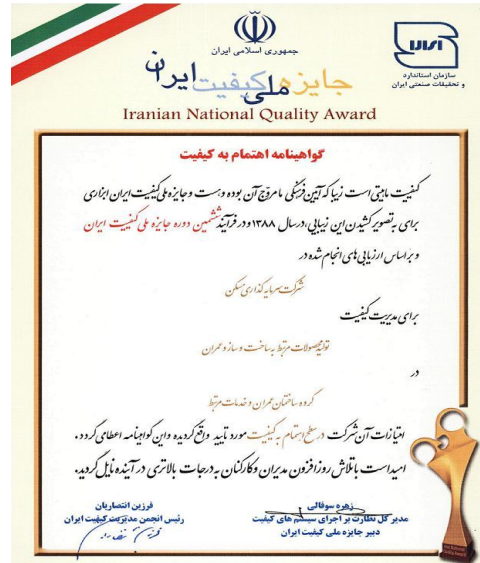 جمهوری اسلامی ایران
سازمان استاندارد
و تحقیقات صنعتی ایران
جایزه ملی کیفیت ایران
Iranian National Quality Award
گواهینامه اهتمام به کیفیت
کیفیت ماهیتی است زیبا که آیین فرهنگی ما مروج آن بوده و هست و جایزه ملی کیفیت ایران ابزاری
برای به تصویر کشیدن این زیبایی، در سال ۱۳۸۸ و در فرآیند ششمین دوره جایزه ملی کیفیت ایران
و بر اساس ارزیابی های انجام شده در
شرکت سرمایه گذاری مسکن
برای مدیریت کیفیت
تولید محصولات مرتبط به ساخت و ساز و عمران
در
گروه ساختمان عمران و خدمات مرتبط
امتیازات آن شرکت در سطح اهتمام به کیفیت مورد تایید واقع گردیده و این گواهینامه اعطا می گردد.
امید است با تلاش روزافزون مدیران و کارکنان به درجات بالاتری در آینده نایل گردید.
زهره سوفالی
مدیر کل نظارت بر اجرای سیستم های کیفیت
دبیر جایزه ملی کیفیت ایران
فرزین انتصاریان
رئیس انجمن مدیریت کیفیت ایران